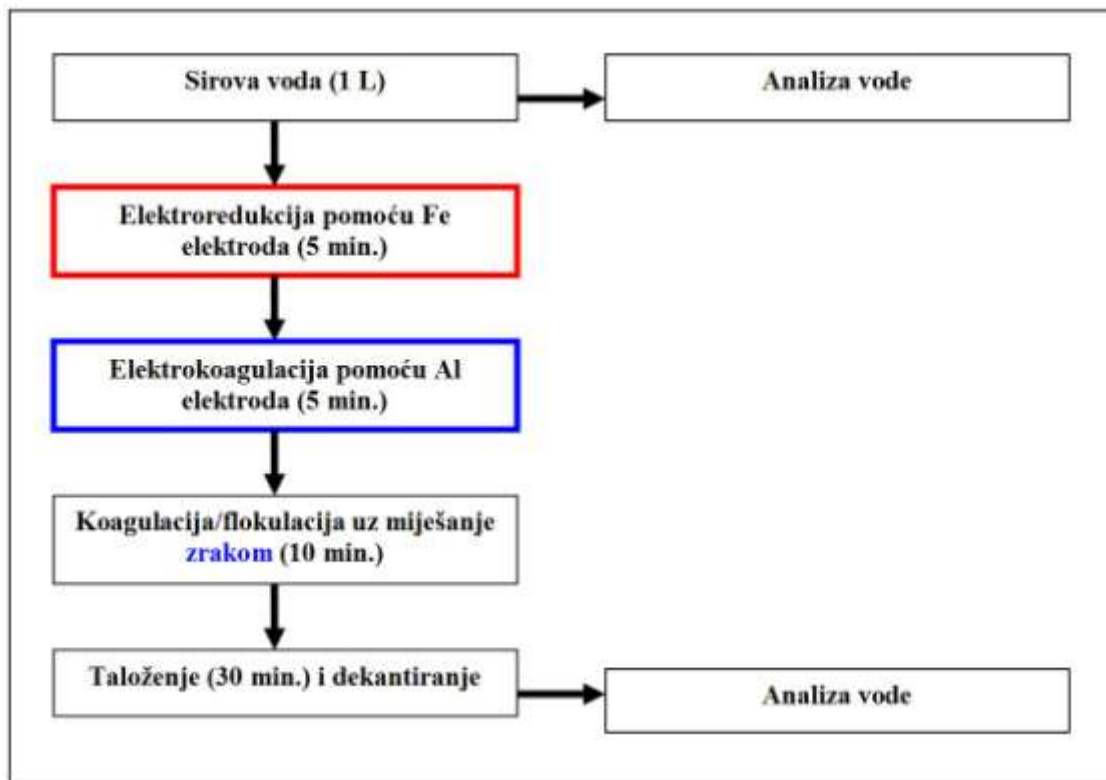 Sirova voda (1 L)
Analiza vode
Elektroredukcija pomoću Fe
elektroda (5 min.)
Elektrokoagulacija pomoću Al
elektroda (5 min.)
Koagulacija/flokulacija uz miješanje
zrakom (10 min.)
Taloženje (30 min.) i dekantiranje
Analiza vode